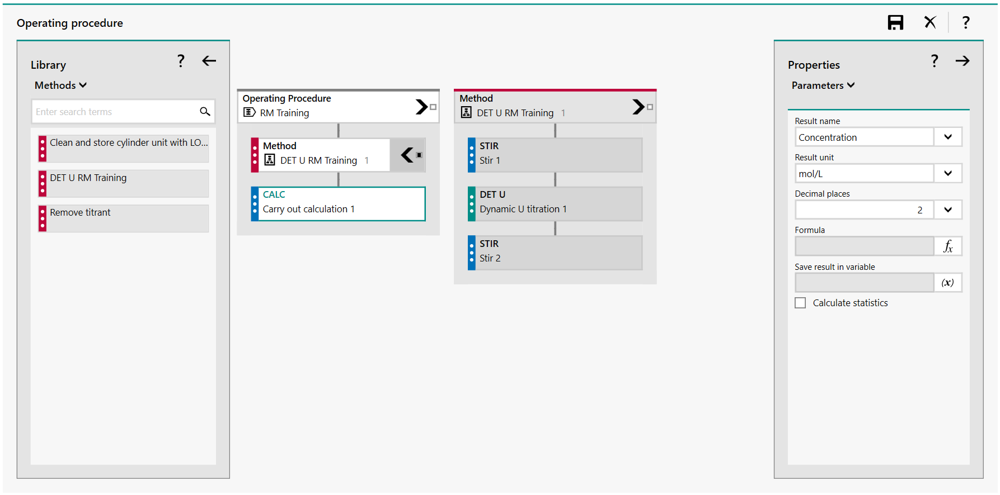 Operating procedure
?
Library
?
Methods
Enter search terms
Clean and store cylinder unit with LO...
DET U RM Training
Remove titrant
Operating Procedure
RM Training
Method
DET U RM Training 1
CALC
Carry out calculation 1
Method
DET U RM Training 1
STIR
Stir 1
DET U
Dynamic U titration 1
STIR
Stir 2
Properties
?
Parameters
Result name
Concentration
Result unit
mol/L
Decimal places
2
Formula
fx
Save result in variable
(x)
Calculate statistics